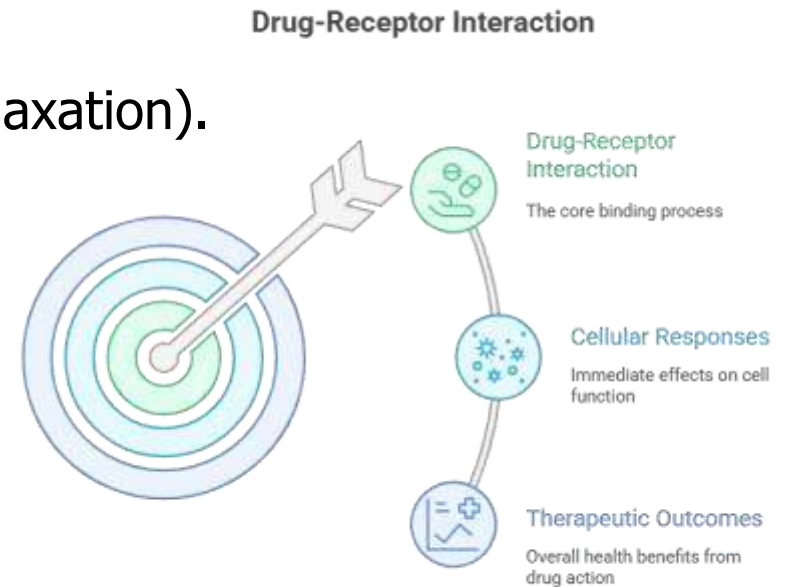 Drug-Receptor Interaction
axation).
Drug-Receptor
Interaction
The core binding process
Cellular Responses
Immediate effects on cell
function
Therapeutic Outcomes
Overall health benefits from
drug action